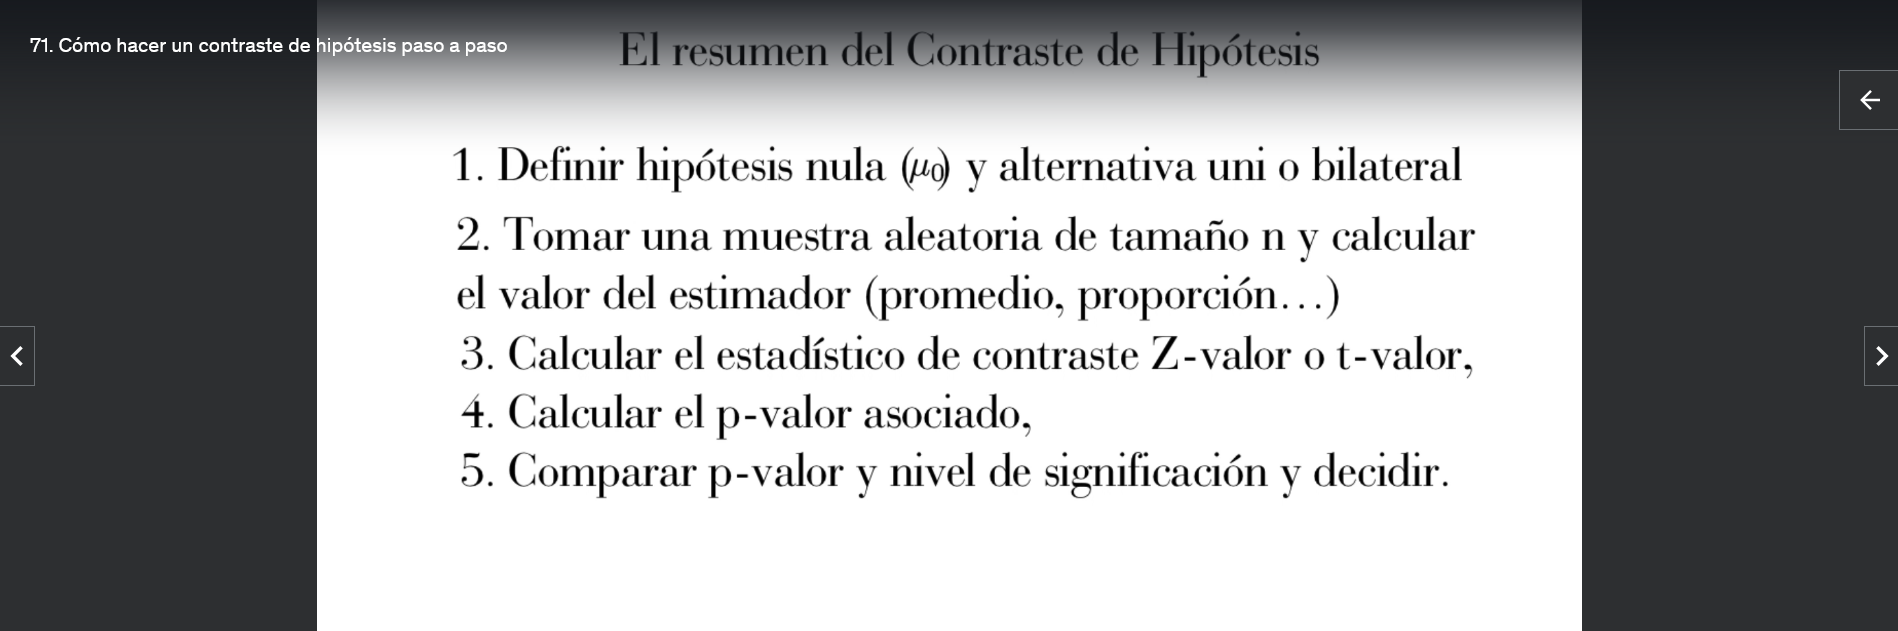 71. Cómo hacer un contraste de hipótesis paso a paso
El resumen del Contraste de Hipótesis
1. Definir hipótesis nula (μ0) y alternativa uni o bilateral
2. Tomar una muestra aleatoria de tamaño n y calcular
el valor del estimador (promedio, proporción…)
3. Calcular el estadístico de contraste Z-valor o t-valor,
4. Calcular el p-valor asociado,
5. Comparar p-valor y nivel de significación y decidir.